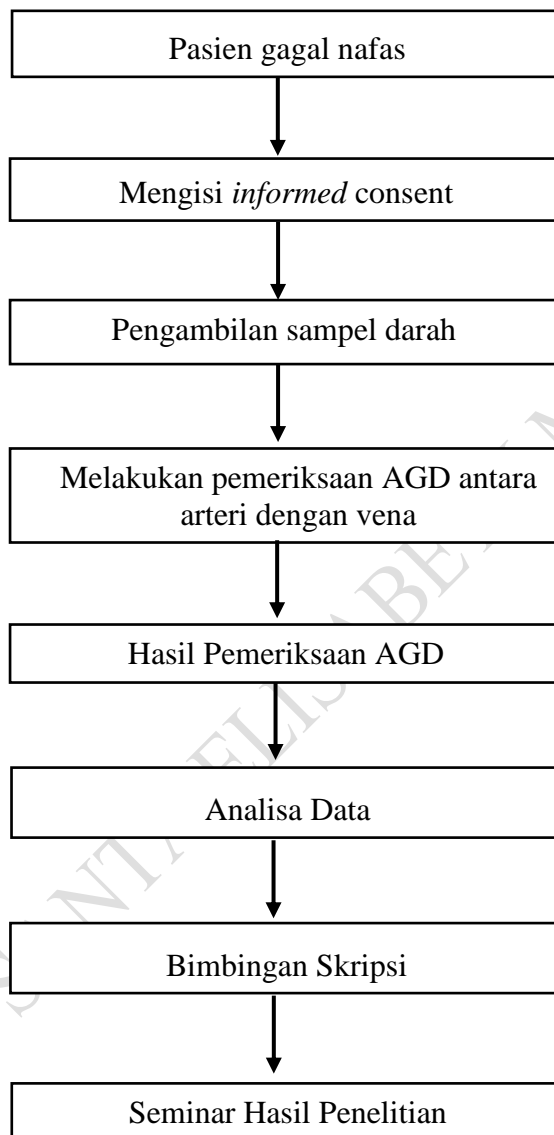 Pasien gagal nafas
Mengisi informed consent
Pengambilan sampel darah
Melakukan pemeriksaan AGD antara
arteri dengan vena
Hasil Pemeriksaan AGD
Analisa Data
Bimbingan Skripsi
Seminar Hasil Penelitian